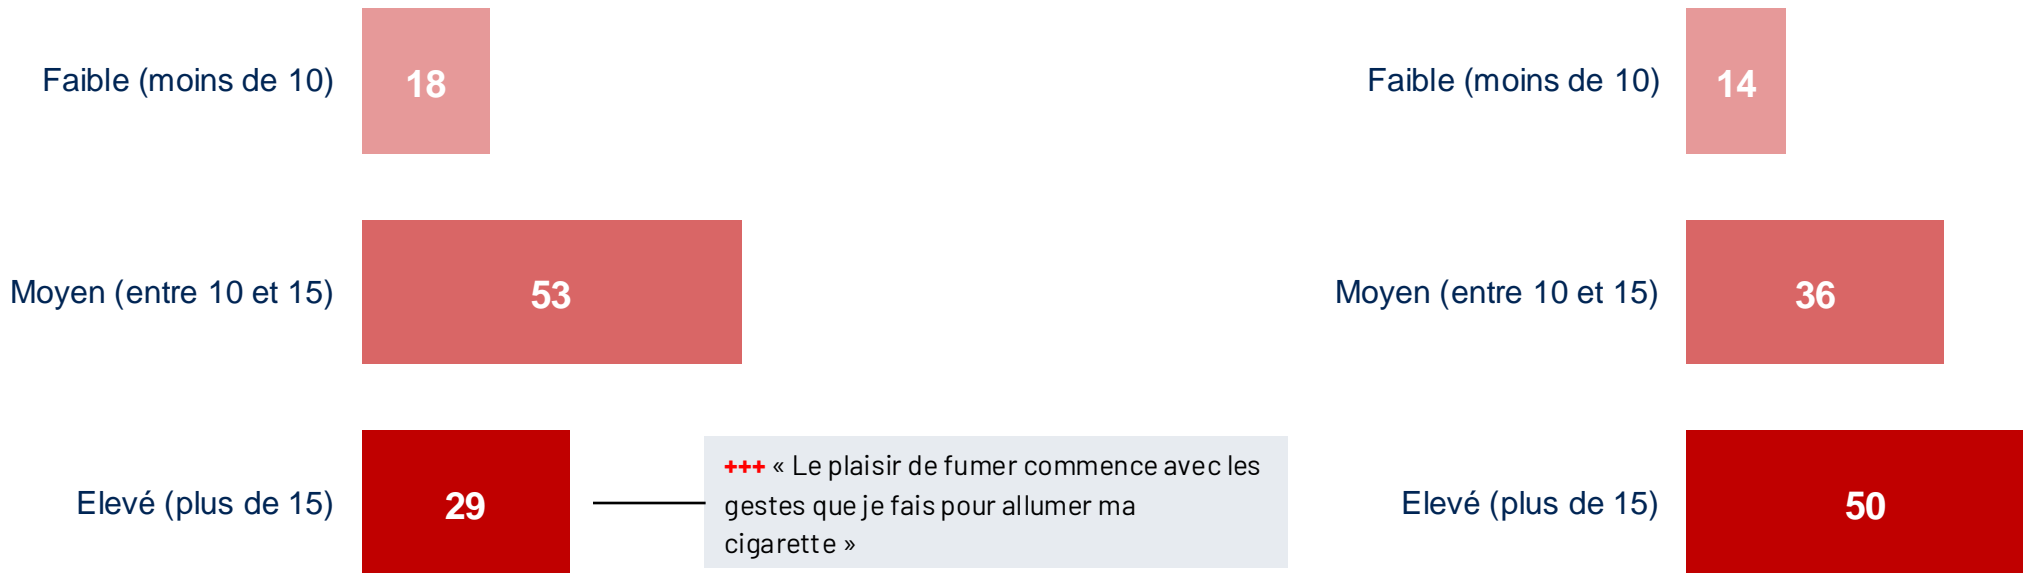 Faible (moins de 10)
18
Moyen (entre 10 et 15)
53
Elevé (plus de 15)
29
+++ « Le plaisir de fumer commence avec les
gestes que je fais pour allumer ma
cigarette »
Faible (moins de 10)
14
Moyen (entre 10 et 15)
36
Elevé (plus de 15)
50